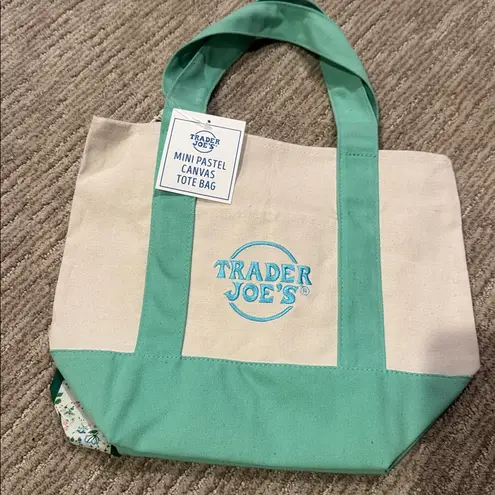 TRADER
JOE'S
MINI PASTEL
CANVAS
TOTE BAG
TRADER
JOE'S®